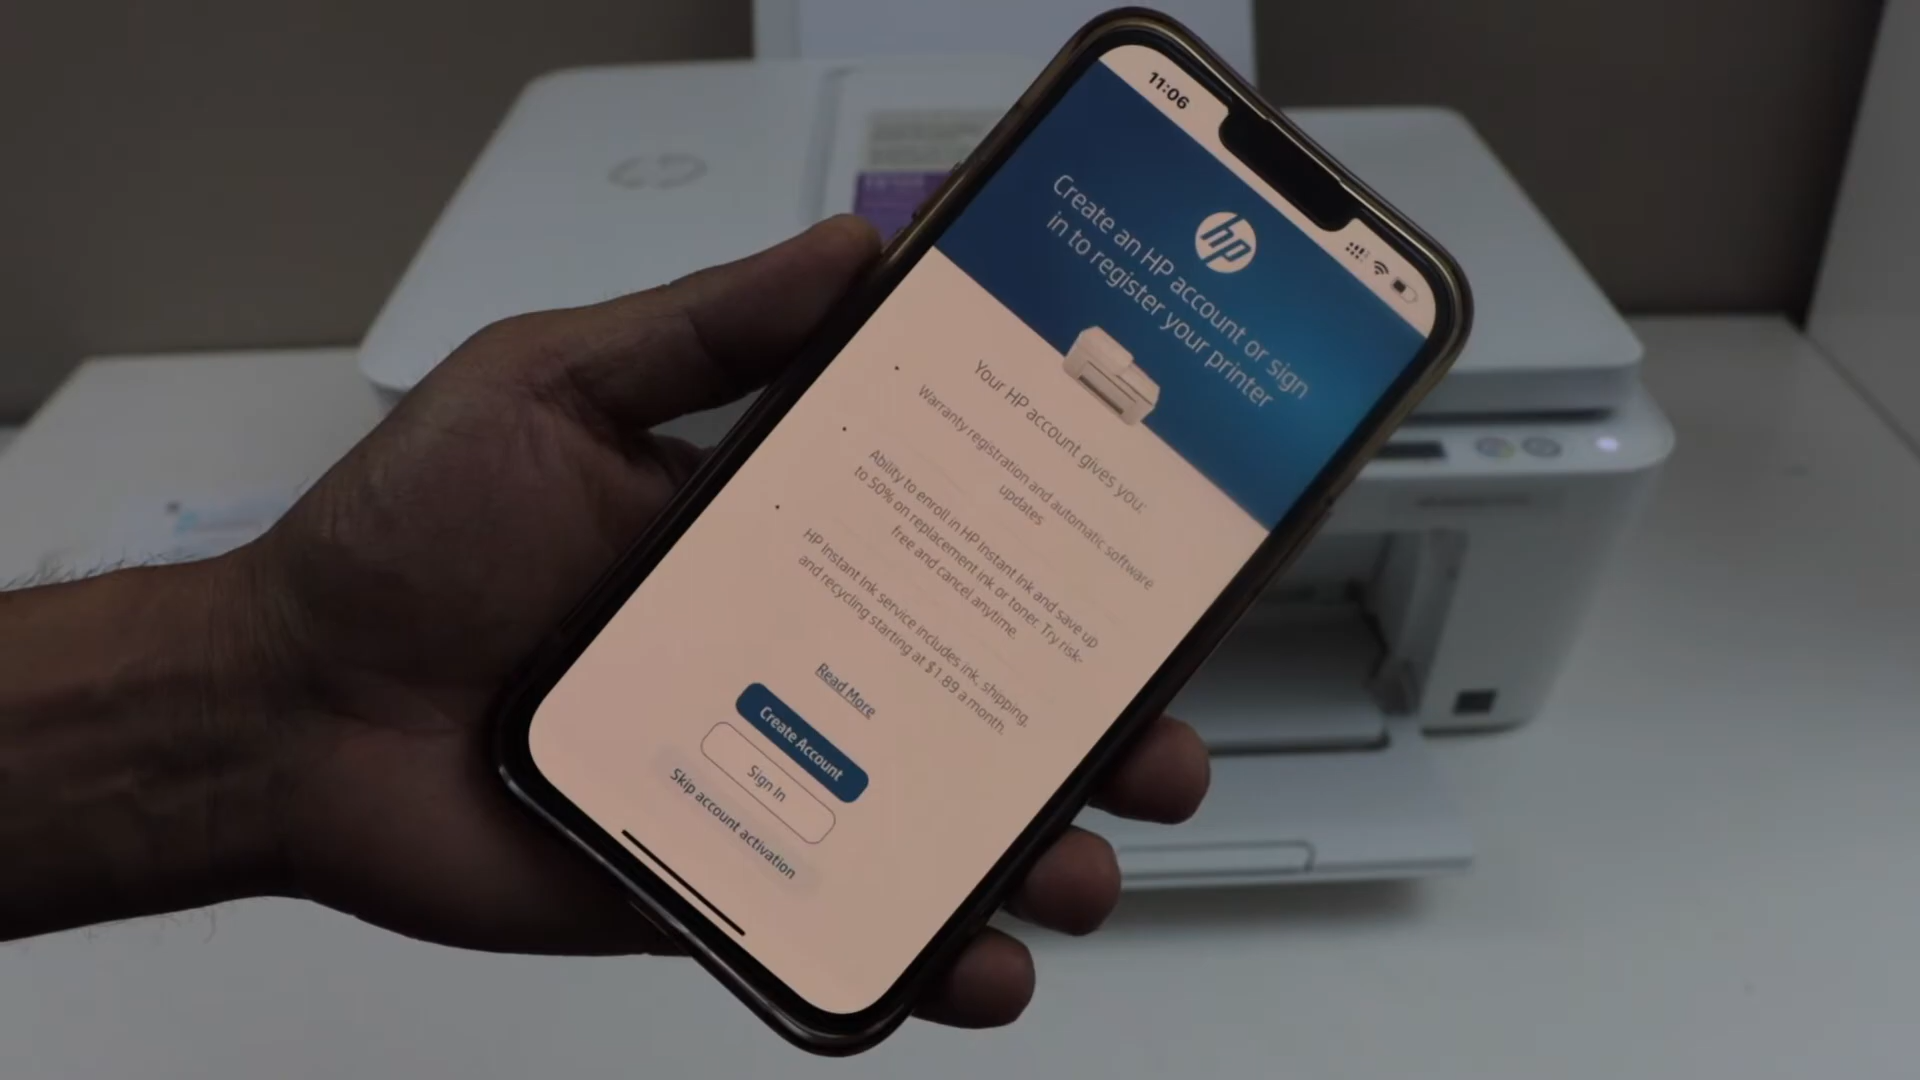 11:06
hp
Create an HP account or sign
in to register your printer
Your HP account gives you:
Warranty registration and automatic software
updates
Ability to enroll in HP Instant Ink and save up
to 50% on replacement ink or toner. Try risk-
free and cancel anytime.
HP Instant Ink service includes ink, shipping,
and recycling starting at $1.89 a month.
Read More
Create Account
Sign In
Skip account activation